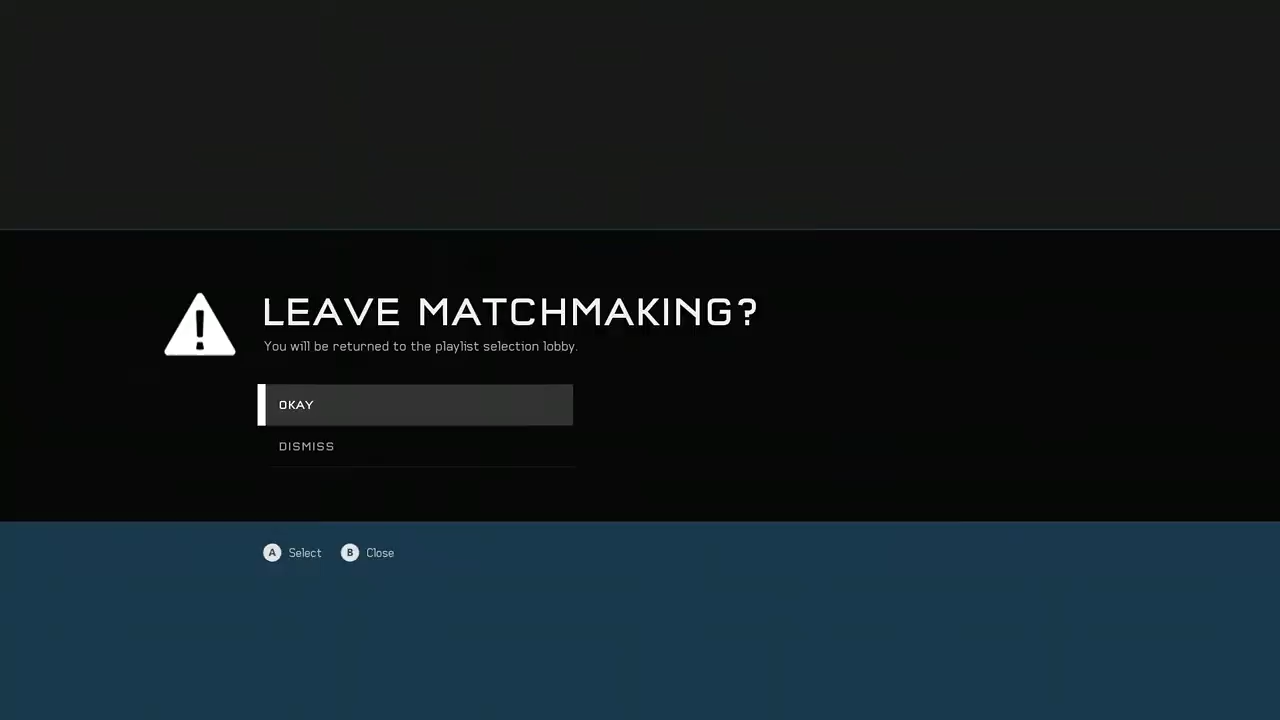 LEAVE MATCHMAKING?
You will be returned to the playlist selection lobby.
OKAY
DISMISS
A Select B Close